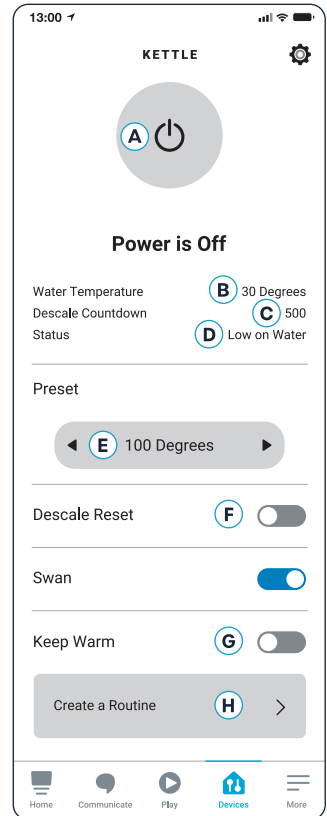 13:00
KETTLE
A
Power is Off
Water Temperature B 30 Degrees
Descale Countdown C 500
Status D Low on Water
Preset
E 100 Degrees
Descale Reset F
Swan
Keep Warm G
Create a Routine H
Home Communicate Play Devices More